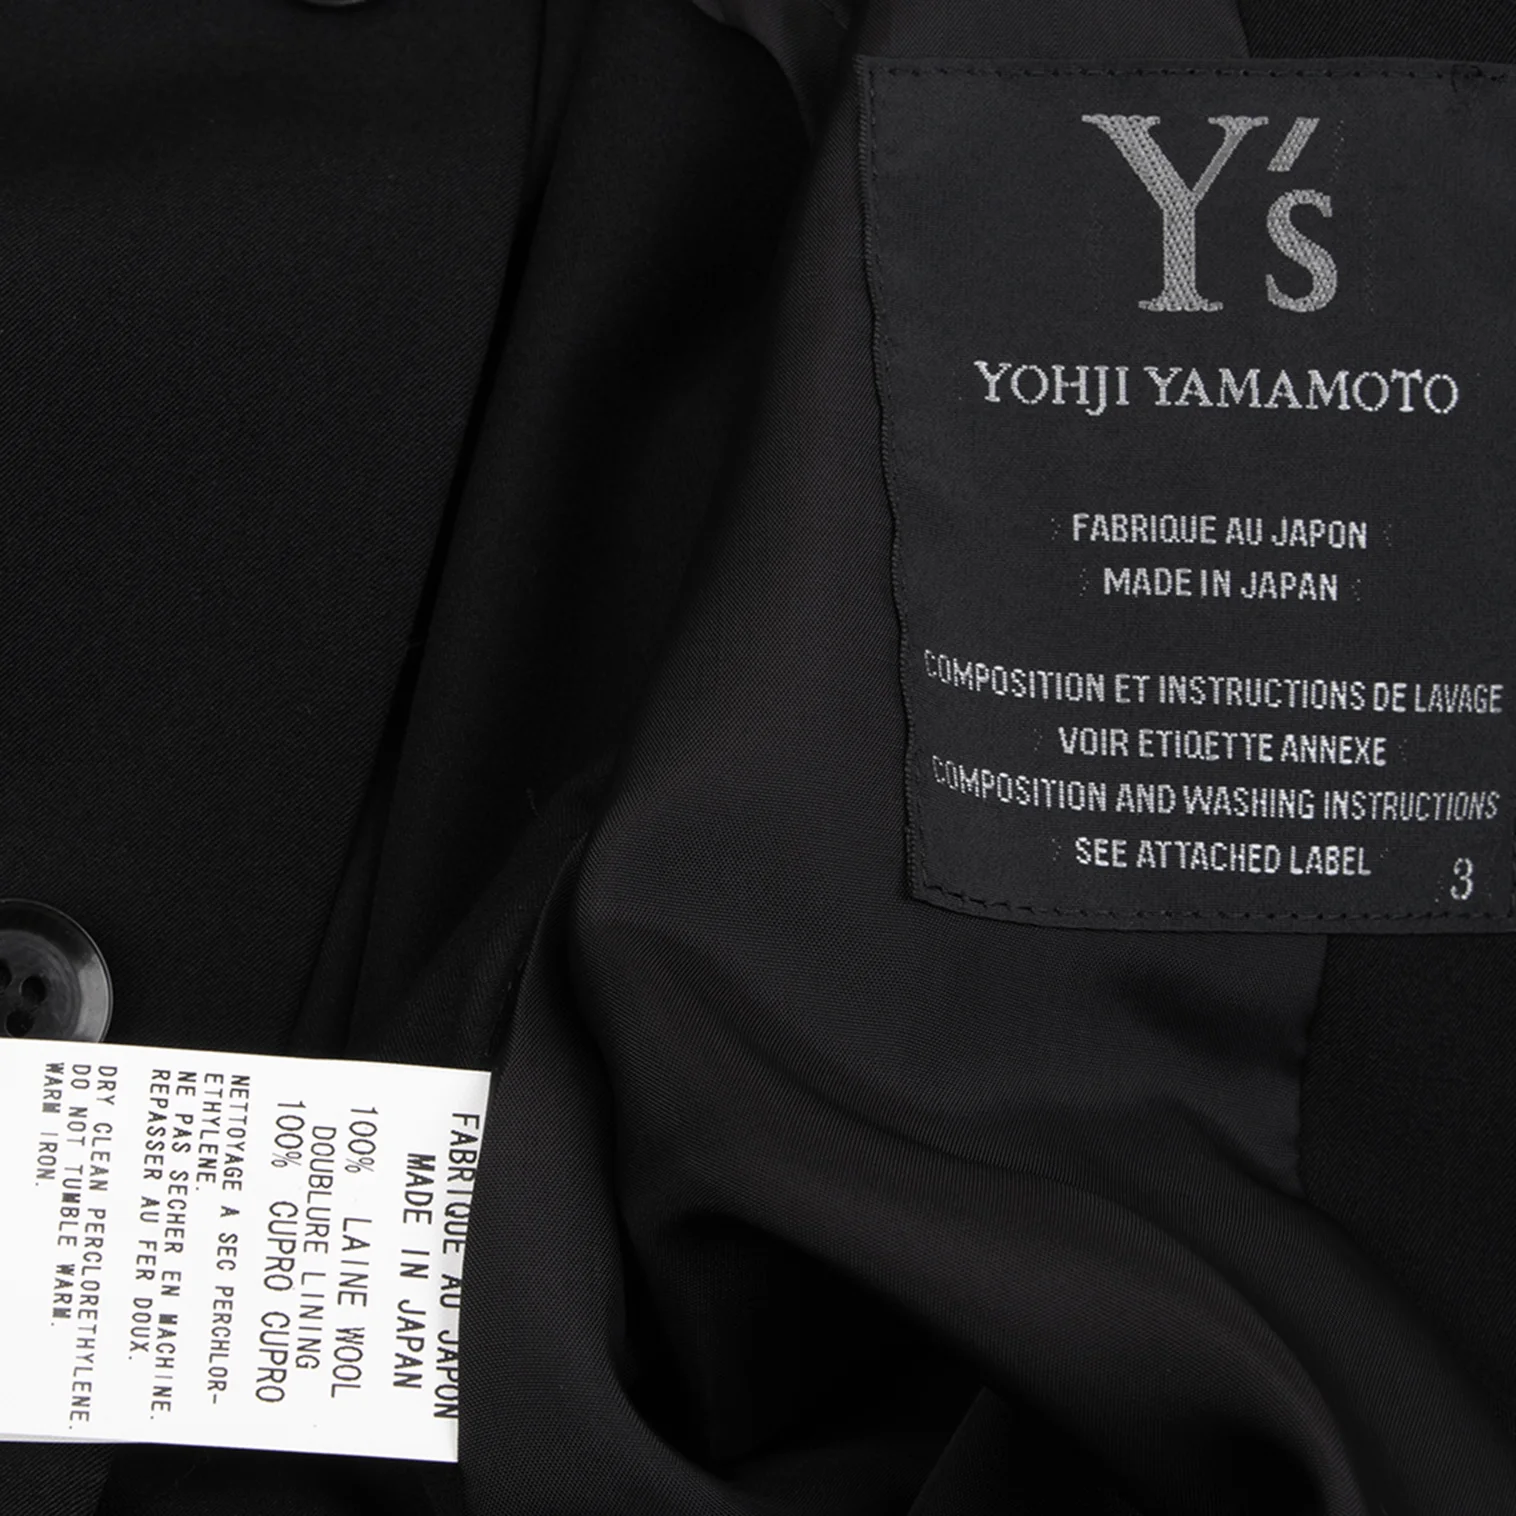 Y's
YOHJI YAMAMOTO
FABRIQUE AU JAPON
MADE IN JAPAN
COMPOSITION ET INSTRUCTIONS DE LAVAGE
VOIR ETIQETTE ANNEXE
COMPOSITION AND WASHING INSTRUCTIONS
SEE ATTACHED LABEL
3
FABRIQUE AU JAPON
MADE IN JAPAN
100% LAINE WOOL
DOUBLURE LINING
100% CUPRO CUPRO
NETTOYAGE A SEC PERCHLOR-
ETHYLENE.
NE PAS SECHER EN MACHINE.
REPASSER AU FER DOUX.
DRY CLEAN PERCLORETHYLENE.
DO NOT TUMBLE WARM.
WARM IRON.